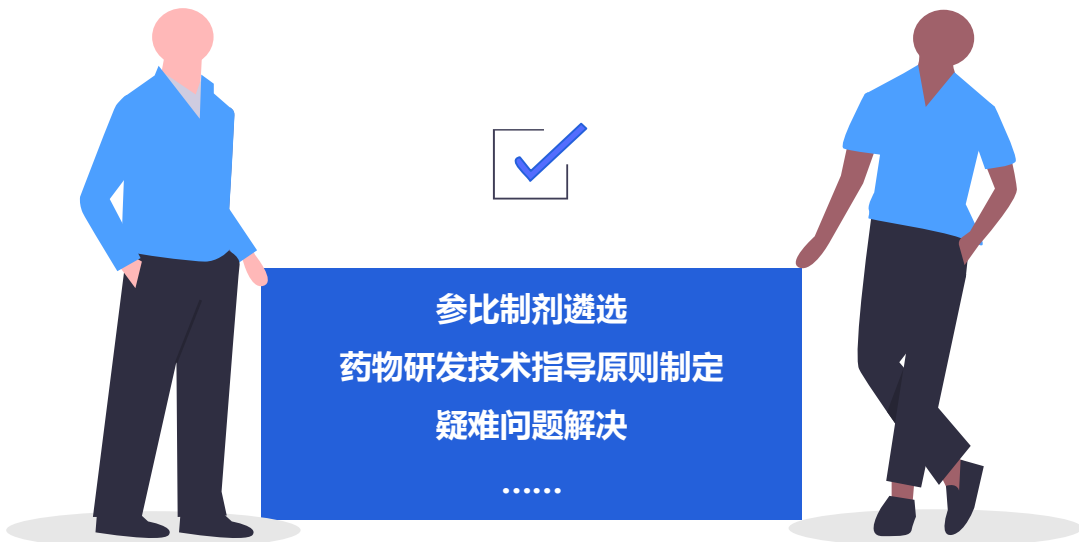 参比制剂遴选
药物研发技术指导原则制定
疑难问题解决
……